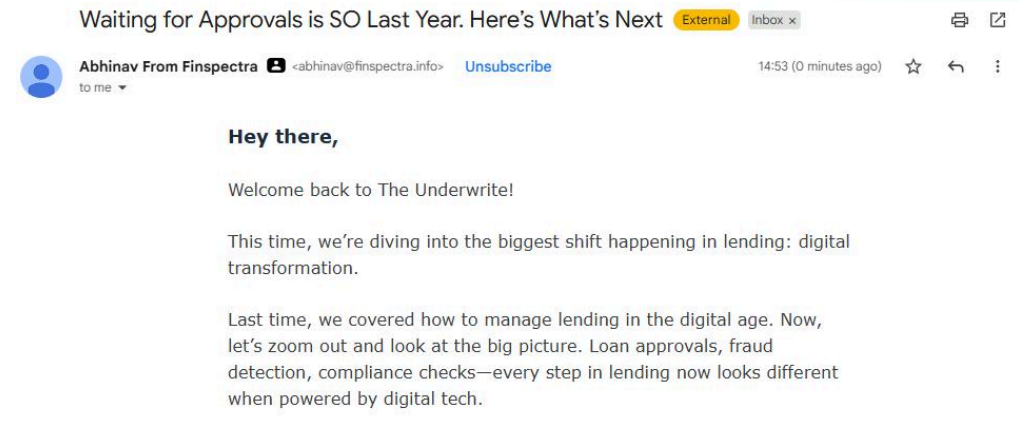 Waiting for Approvals is SO Last Year. Here’s What’s Next External Inbox ×
Abhinav From Finspectra <abhinav@finspectra.info> Unsubscribe 14:53 (0 minutes ago)
to me
Hey there,
Welcome back to The Underwrite!
This time, we’re diving into the biggest shift happening in lending: digital
transformation.
Last time, we covered how to manage lending in the digital age. Now,
let’s zoom out and look at the big picture. Loan approvals, fraud
detection, compliance checks—every step in lending now looks different
when powered by digital tech.